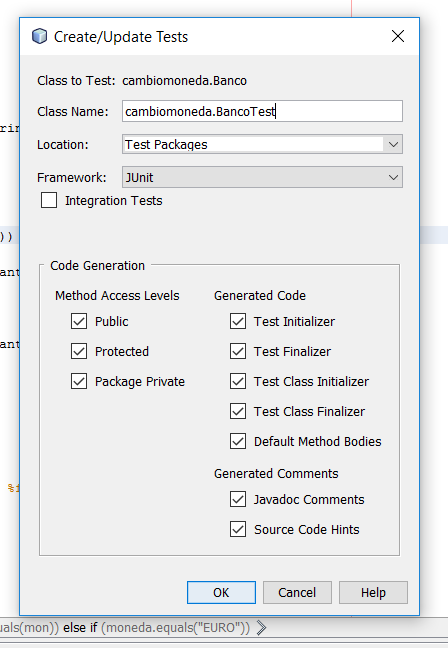 Create/Update Tests
Class to Test: cambiomoneda.Banco
Class Name: cambiomoneda.BancoTest
Location: Test Packages
Framework: JUnit
Integration Tests
Code Generation
Method Access Levels
Public
Protected
Package Private
Generated Code
Test Initializer
Test Finalizer
Test Class Initializer
Test Class Finalizer
Default Method Bodies
Generated Comments
Javadoc Comments
Source Code Hints
OK Cancel Help
rin
))
ant
ant
%
uals(mon)) else if (moneda.equals("EURO"))